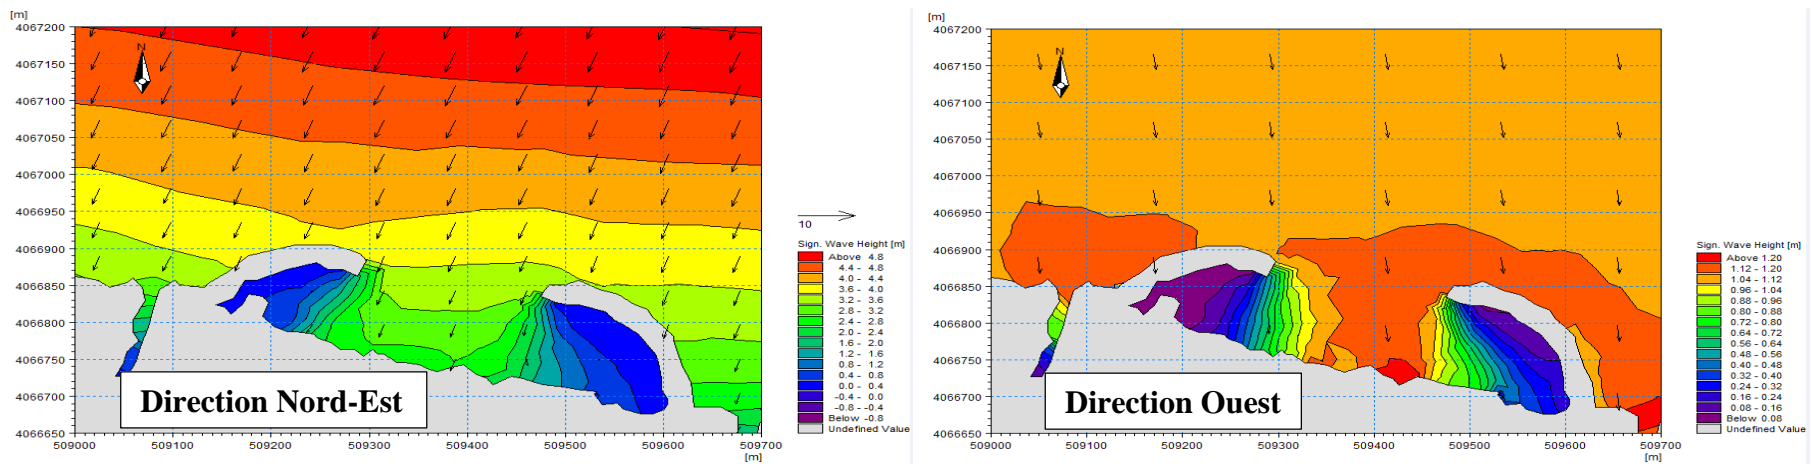 [m]
4067200
4067150
4067100
4067050
4067000
4066950
4066900
4066850
4066800
4066750
4066700
4066650
509000
509100
509200
509300
509400
509500
509600
509700
[m]
N
Direction Nord-Est
10
Sign. Wave Height [m]
Above 4.8
4.4 - 4.8
4.0 - 4.4
3.6 - 4.0
3.2 - 3.6
2.8 - 3.2
2.4 - 2.8
2.0 - 2.4
1.6 - 2.0
1.2 - 1.6
0.8 - 1.2
0.4 - 0.8
0.0 - 0.4
-0.4 - 0.0
-0.8 - -0.4
Below -0.8
Undefined Value
[m]
4067200
4067150
4067100
4067050
4067000
4066950
4066900
4066850
4066800
4066750
4066700
4066650
509000
509100
509200
509300
509400
509500
509600
509700
[m]
N
Direction Ouest
Sign. Wave Height [m]
Above 1.20
1.12 - 1.20
1.04 - 1.12
0.96 - 1.04
0.88 - 0.96
0.80 - 0.88
0.72 - 0.80
0.64 - 0.72
0.56 - 0.64
0.48 - 0.56
0.40 - 0.48
0.32 - 0.40
0.24 - 0.32
0.16 - 0.24
0.08 - 0.16
Below 0.08
Undefined Value